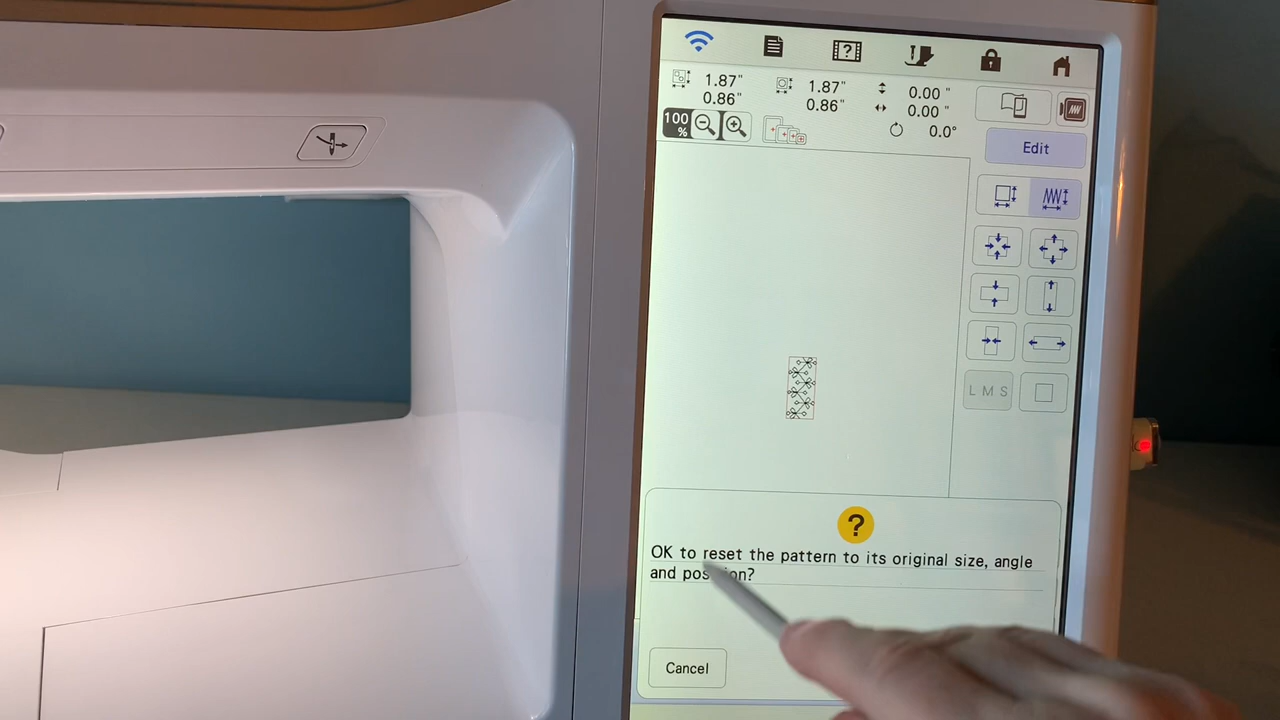 1.87" 1.87" 0.00 "
0.86" 0.86" 0.00 "
100 % 0.0°
Edit
L M S
?
OK to reset the pattern to its original size, angle
and
Cancel